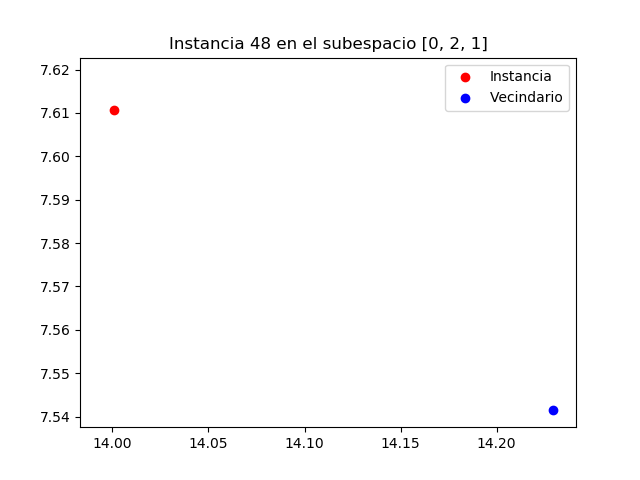 Instancia 48 en el subespacio [0, 2, 1]
7.62
7.61
7.60
7.59
7.58
7.57
7.56
7.55
7.54
14.00 14.05 14.10 14.15 14.20
Instancia
Vecindario